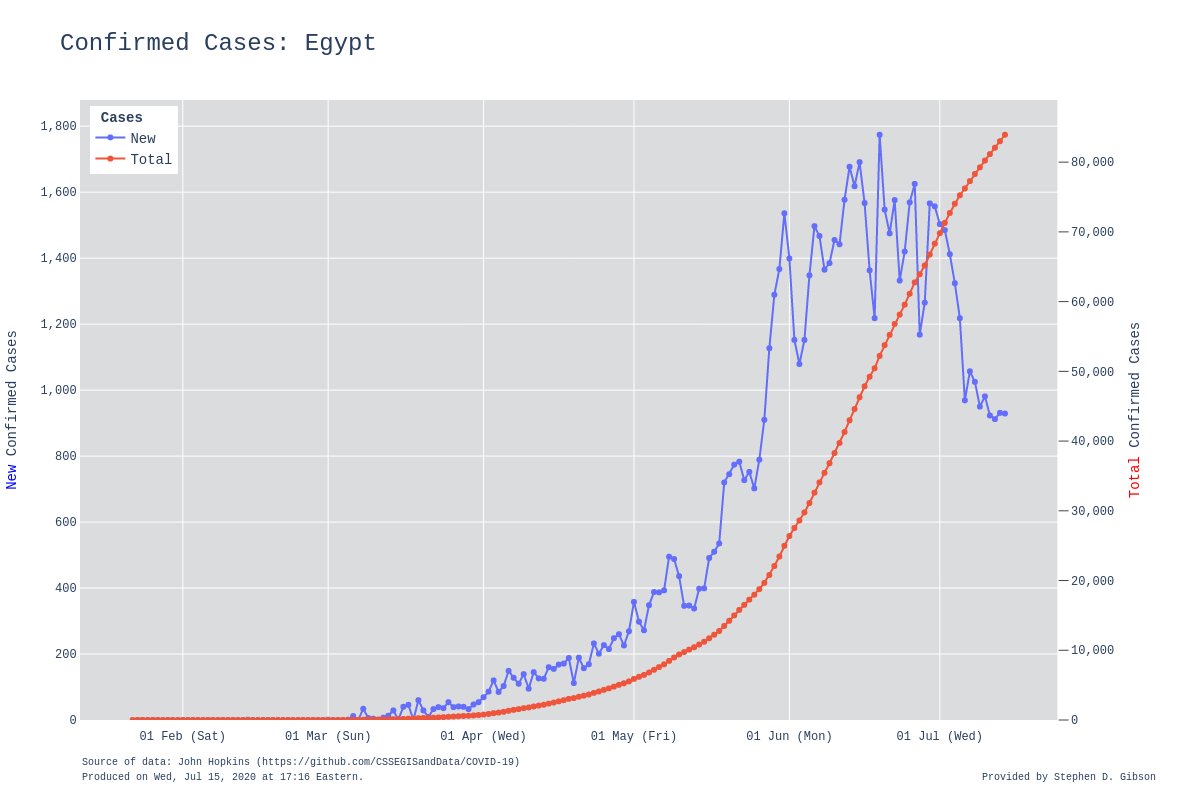 Confirmed Cases: Egypt
Cases
New
Total
1,800
1,600
1,400
1,200
1,000
800
600
400
200
0
New Confirmed Cases
80,000
70,000
60,000
50,000
40,000
30,000
20,000
10,000
0
Total Confirmed Cases
01 Feb (Sat) 01 Mar (Sun) 01 Apr (Wed) 01 May (Fri) 01 Jun (Mon) 01 Jul (Wed)
Source of data: John Hopkins (https://github.com/CSSEGISandData/COVID-19)
Produced on Wed, Jul 15, 2020 at 17:16 Eastern.
Provided by Stephen D. Gibson